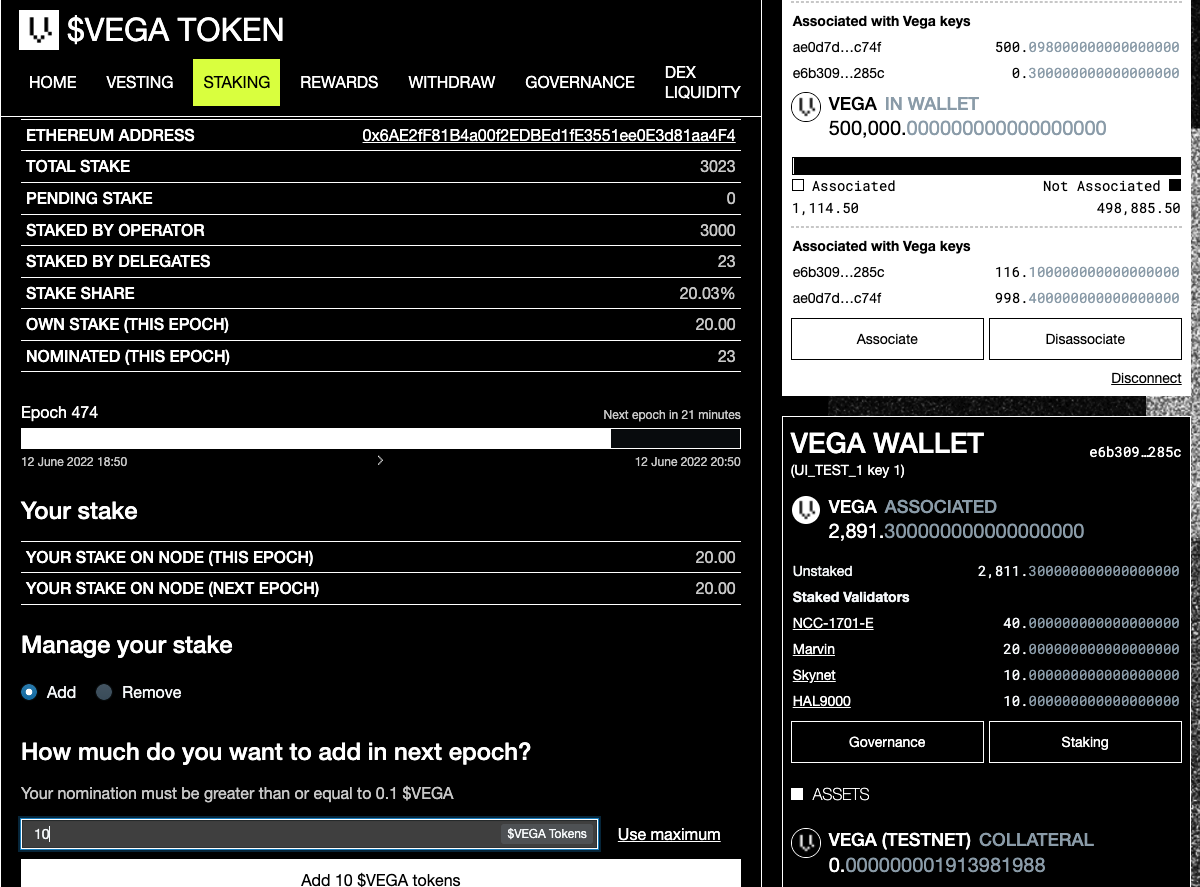 $VEGA TOKEN
HOME VESTING STAKING REWARDS WITHDRAW GOVERNANCE DEX LIQUIDITY
ETHEREUM ADDRESS 0x6AE2fF81B4a00f2EDBEd1fE3551ee0E3d81aa4F4
TOTAL STAKE 3023
PENDING STAKE 0
STAKED BY OPERATOR 3000
STAKED BY DELEGATES 23
STAKE SHARE 20.03%
OWN STAKE (THIS EPOCH) 20.00
NOMINATED (THIS EPOCH) 23
Epoch 474 Next epoch in 21 minutes
12 June 2022 18:50 12 June 2022 20:50
Your stake
YOUR STAKE ON NODE (THIS EPOCH) 20.00
YOUR STAKE ON NODE (NEXT EPOCH) 20.00
Manage your stake
Add Remove
How much do you want to add in next epoch?
Your nomination must be greater than or equal to 0.1 $VEGA
10 $VEGA Tokens Use maximum
Add 10 $VEGA tokens
Associated with Vega keys
ae0d7d…c74f 500.098000000000000000
e6b309…285c 0.300000000000000000
VEGA IN WALLET
500,000.000000000000000000
Associated Not Associated
1,114.50 498,885.50
Associated with Vega keys
e6b309…285c 116.100000000000000000
ae0d7d…c74f 998.400000000000000000
Associate Disassociate
Disconnect
VEGA WALLET e6b309…285c
(UI_TEST_1 key 1)
VEGA ASSOCIATED
2,891.300000000000000000
Unstaked 2,811.300000000000000000
Staked Validators
NCC-1701-E 40.000000000000000000
Marvin 20.000000000000000000
Skynet 10.000000000000000000
HAL9000 10.000000000000000000
Governance Staking
ASSETS
VEGA (TESTNET) COLLATERAL
0.000000001913981988